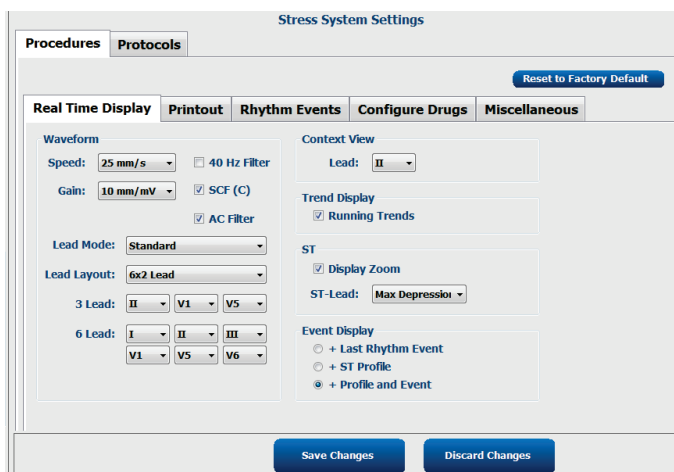 Stress System Settings
Procedures Protocols
Reset to Factory Default
Real Time Display Printout Rhythm Events Configure Drugs Miscellaneous
Waveform
Speed: 25 mm/s 40 Hz Filter
Gain: 10 mm/mV SCF (C)
AC Filter
Lead Mode: Standard
Lead Layout: 6x2 Lead
3 Lead: II V1 V5
6 Lead: I II III
V1 V5 V6
Context View
Lead: II
Trend Display
Running Trends
ST
Display Zoom
ST-Lead: Max Depression
Event Display
+ Last Rhythm Event
+ ST Profile
+ Profile and Event
Save Changes Discard Changes